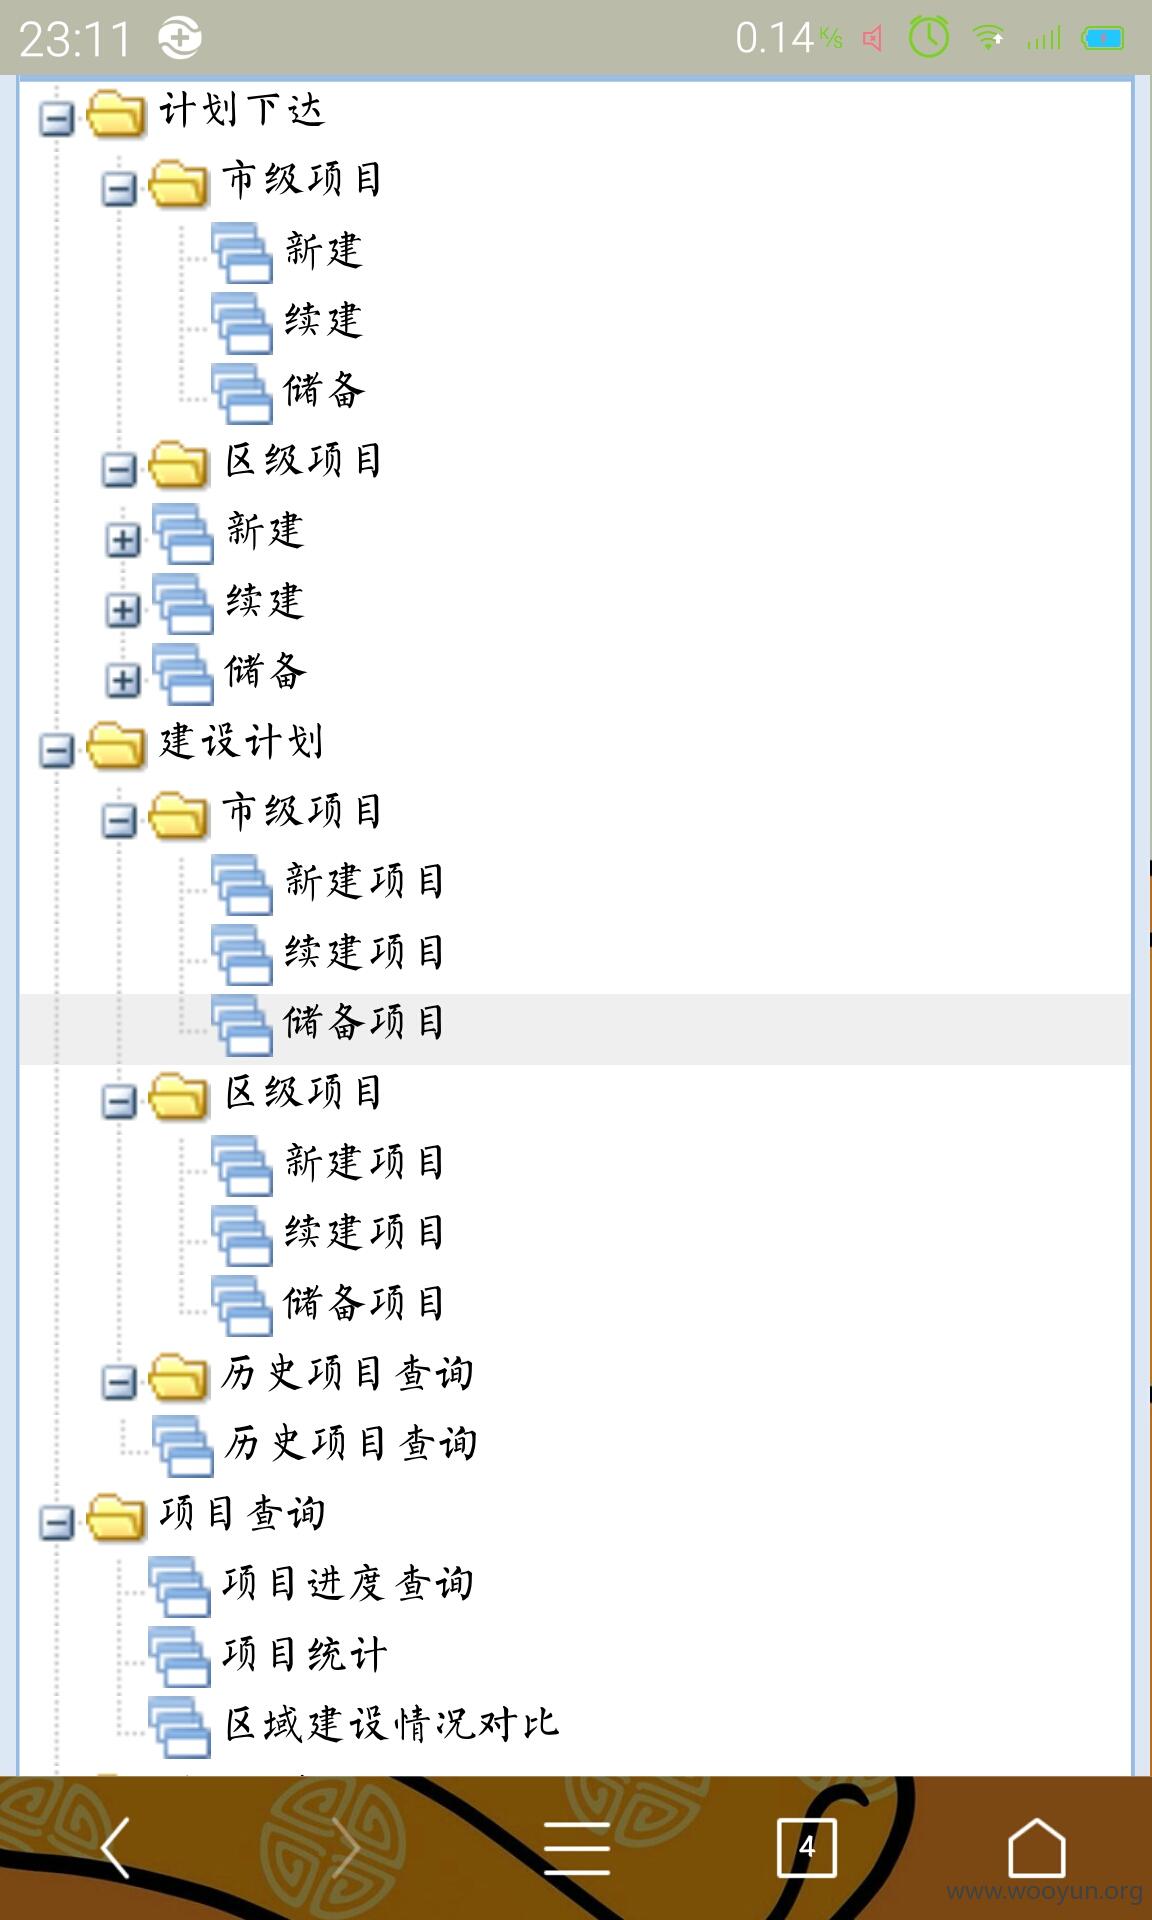 23:11
0.14 K/s
计划下达
市级项目
新建
续建
储备
区级项目
新建
续建
储备
建设计划
市级项目
新建项目
续建项目
储备项目
区级项目
新建项目
续建项目
储备项目
历史项目查询
历史项目查询
项目查询
项目进度查询
项目统计
区域建设情况对比
4
www.wooyun.org